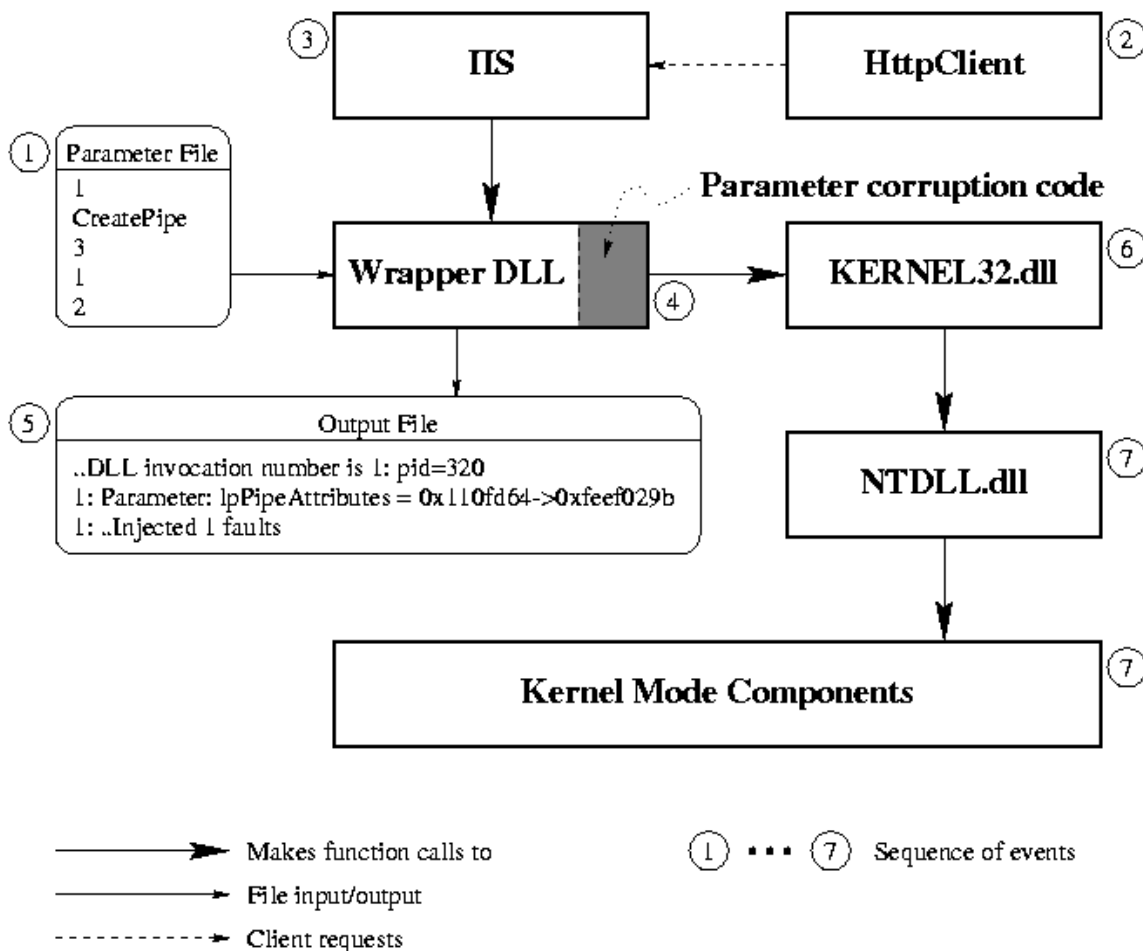 3
IIS
HttpClient
2
1
Parameter File
1
CreatePipe
3
1
2
Parameter corruption code
Wrapper DLL
4
KERNEL32.dll
6
5
Output File
..DLL invocation number is 1: pid=320
1: Parameter: lpPipeAttributes = 0x110fd64->0xfeef029b
1: ..Injected 1 faults
NTDLL.dll
7
Kernel Mode Components
7
Makes function calls to
File input/output
Client requests
1 ... 7 Sequence of events